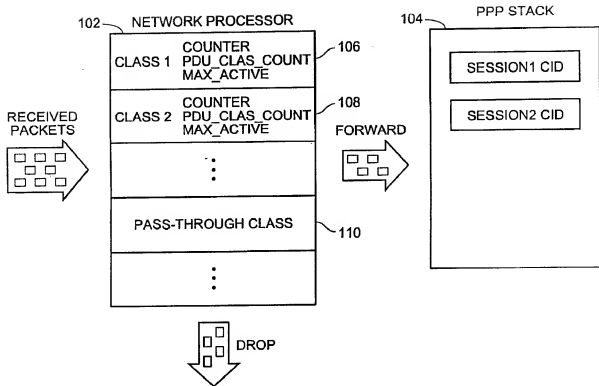 NETWORK PROCESSOR
102
CLASS 1
COUNTER
PDU_CLAS_COUNT
MAX_ACTIVE
106
CLASS 2
COUNTER
PDU_CLAS_COUNT
MAX_ACTIVE
108
PASS-THROUGH CLASS
110
RECEIVED
PACKETS
FORWARD
DROP
PPP STACK
104
SESSION1 CID
SESSION2 CID